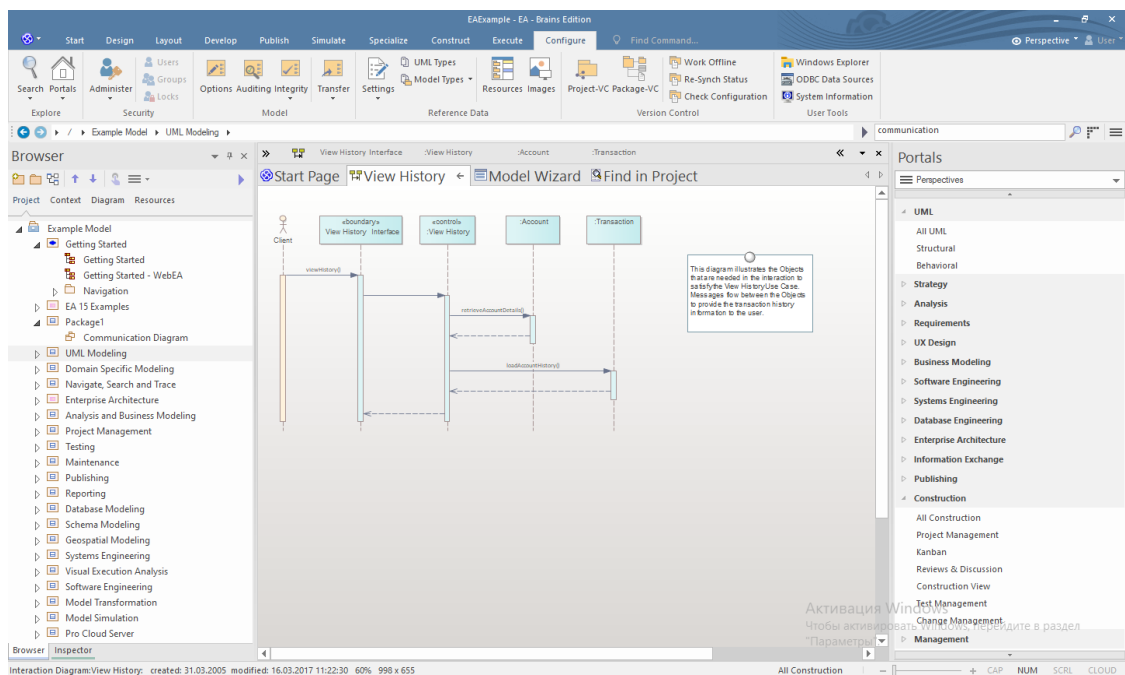 EAExample - EA - Brains Edition
Start Design Layout Develop Publish Simulate Specialize Construct Execute Configure Find Command... Perspective User
Search Portals
Explore
Administer
Users
Groups
Locks
Security
Options Auditing Integrity Transfer
Model
Settings
UML Types
Model Types
Resources Images
Reference Data
Project-VC Package-VC
Work Offline
Re-Synch Status
Check Configuration
Version Control
Windows Explorer
ODBC Data Sources
System Information
User Tools
/ Example Model UML Modeling
communication
Browser
Project Context Diagram Resources
Example Model
Getting Started
Getting Started
Getting Started - WebEA
Navigation
EA 15 Examples
Package1
Communication Diagram
UML Modeling
Domain Specific Modeling
Navigate, Search and Trace
Enterprise Architecture
Analysis and Business Modeling
Project Management
Testing
Maintenance
Publishing
Reporting
Database Modeling
Schema Modeling
Geospatial Modeling
Systems Engineering
Visual Execution Analysis
Software Engineering
Model Transformation
Model Simulation
Pro Cloud Server
Browser Inspector
View History Interface :View History :Account :Transaction
Start Page View History Model Wizard Find in Project
Client
«boundary»
View History Interface
«control»
:View History
:Account
:Transaction
viewHistory()
retrieveAccountDetails()
loadAccountHistory()
This diagram illustrates the Objects
that are needed in the interaction to
satisfythe View HistoryUse Case.
Messages flow between the Objects
to provide the transaction history
information to the user.
Portals
Perspectives
UML
All UML
Structural
Behavioral
Strategy
Analysis
Requirements
UX Design
Business Modeling
Software Engineering
Systems Engineering
Database Engineering
Enterprise Architecture
Information Exchange
Publishing
Construction
All Construction
Project Management
Kanban
Reviews & Discussion
Construction View
Test Management
Change Management
Management
Активация Windows
Чтобы активировать Windows, перейдите в раздел
"Параметры"
Interaction Diagram:View History: created: 31.03.2005 modified: 16.03.2017 11:22:30 60% 998 x 655
All Construction
CAP NUM SCRL CLOUD